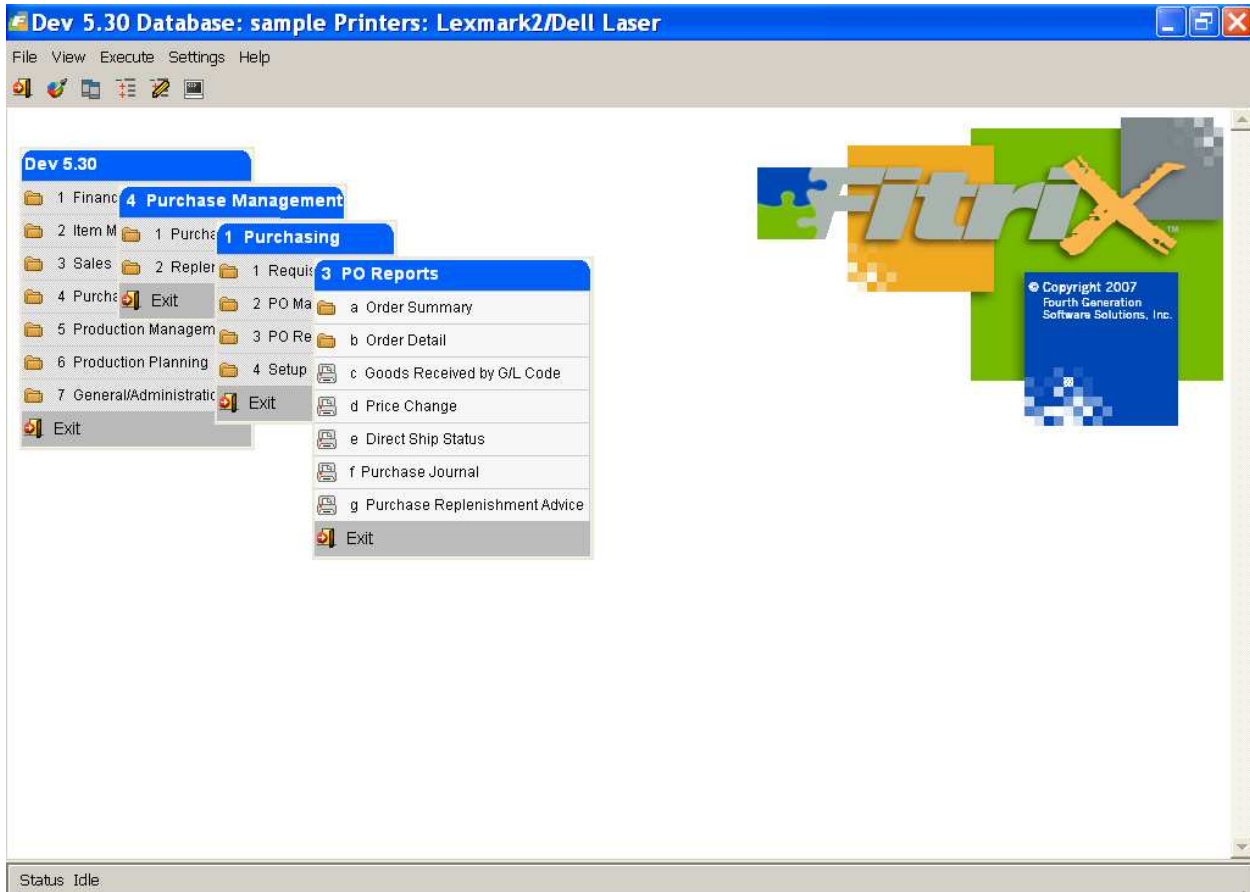 Dev 5.30 Database: sample Printers: Lexmark2/Dell Laser
File View Execute Settings Help
Dev 5.30
1 Financ
2 Item M
3 Sales
4 Purcha
5 Production Managem
6 Production Planning
7 General/Administratic
Exit
4 Purchase Management
1 Purcha
2 Repler
Exit
1 Purchasing
1 Requis
2 PO Ma
3 PO Re
4 Setup
Exit
3 PO Reports
a Order Summary
b Order Detail
c Goods Received by G/L Code
d Price Change
e Direct Ship Status
f Purchase Journal
g Purchase Replenishment Advice
Exit
FitriX™
© Copyright 2007
Fourth Generation
Software Solutions, Inc.
Status Idle